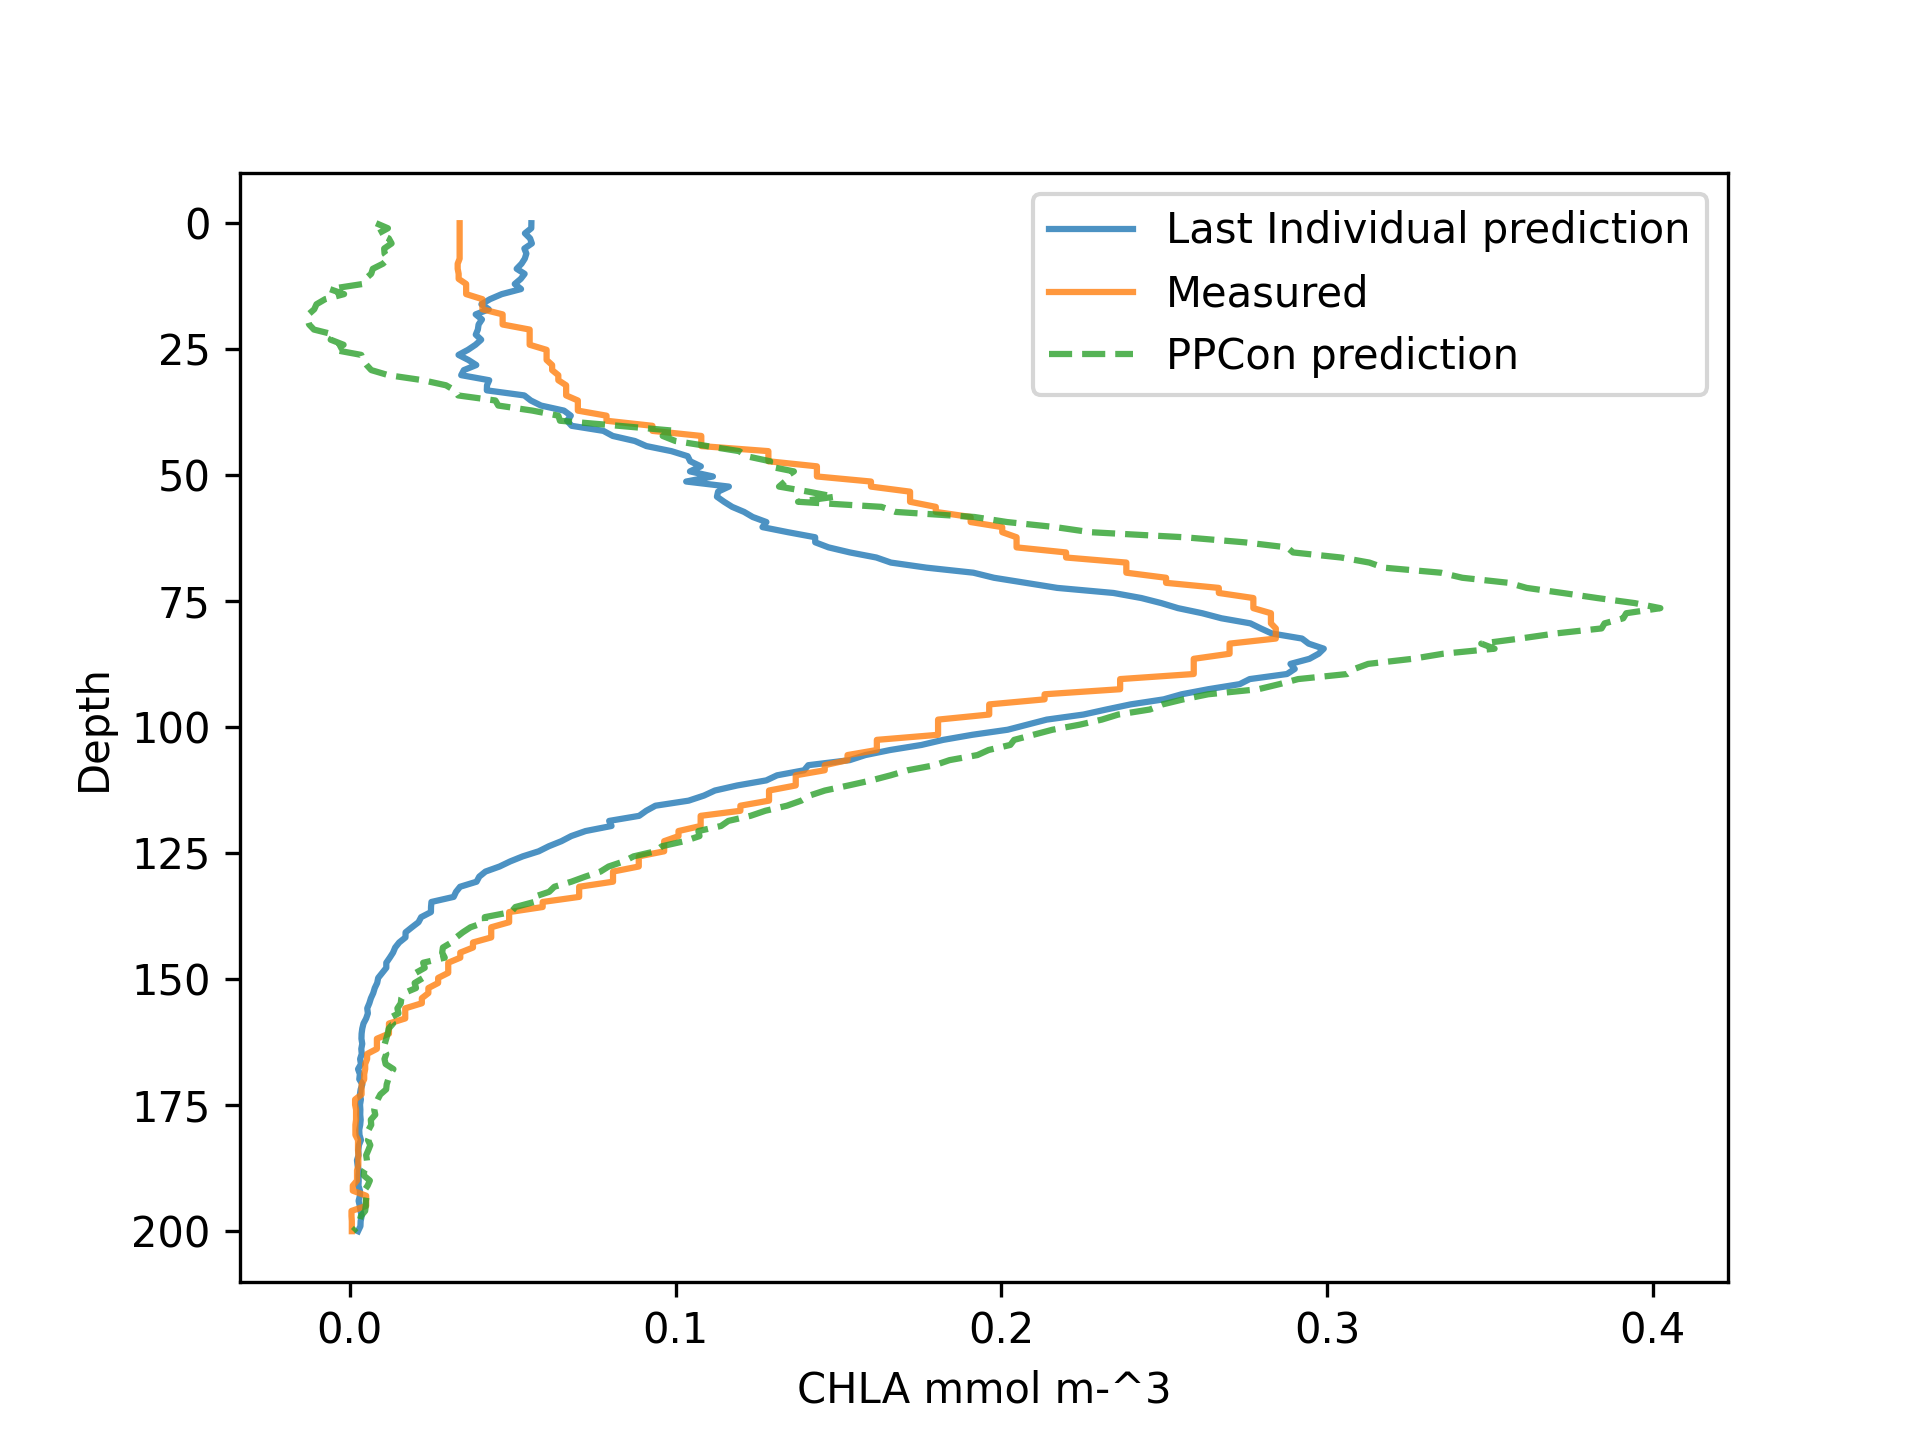 Last Individual prediction
Measured
PPCon prediction
0
25
50
75
100
125
150
175
200
Depth
0.0 0.1 0.2 0.3 0.4
CHLA mmol m-^3